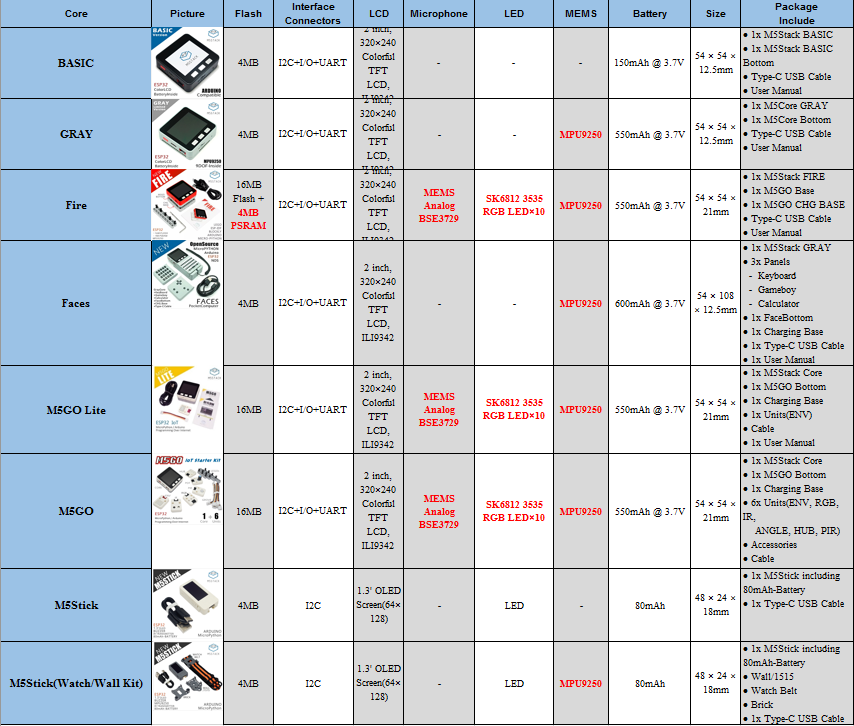 Core Picture Flash Interface Connectors LCD Microphone LED MEMS Battery Size Package Include
BASIC
BASIC
ESP32
ARDUINO
Compatible
4MB
I2C+I/O+UART
2 inch,
320×240
Colorful
TFT
LCD,
ILI9342
-
-
-
150mAh @ 3.7V
54 × 54 ×
12.5mm
● 1x M5Stack BASIC
● 1x M5Stack BASIC
Bottom
● Type-C USB Cable
● User Manual
GRAY
GRAY
ESP32
MPU9250
4MB
I2C+I/O+UART
2 inch,
320×240
Colorful
TFT
LCD,
ILI9342
-
-
MPU9250
550mAh @ 3.7V
54 × 54 ×
12.5mm
● 1x M5Core GRAY
● 1x M5Core Bottom
● Type-C USB Cable
● User Manual
Fire
FIRE
16MB
Flash +
4MB
PSRAM
I2C+I/O+UART
2 inch,
320×240
Colorful
TFT
LCD,
ILI9342
MEMS
Analog
BSE3729
SK6812 3535
RGB LED×10
MPU9250
550mAh @ 3.7V
54 × 54 ×
21mm
● 1x M5Stack FIRE
● 1x M5GO Base
● 1x M5GO CHG BASE
● Type-C USB Cable
● User Manual
Faces
NEW
OpenSource
FACES
4MB
I2C+I/O+UART
2 inch,
320×240
Colorful
TFT
LCD,
ILI9342
-
-
MPU9250
600mAh @ 3.7V
54 × 108
× 12.5mm
● 1x M5Stack GRAY
● 3x Panels
- Keyboard
- Gameboy
- Calculator
● 1x FaceBottom
● 1x Charging Base
● 1x Type-C USB Cable
● 1x User Manual
M5GO Lite
LITE
ESP32 IoT
16MB
I2C+I/O+UART
2 inch,
320×240
Colorful
TFT
LCD,
ILI9342
MEMS
Analog
BSE3729
SK6812 3535
RGB LED×10
MPU9250
550mAh @ 3.7V
54 × 54 ×
21mm
● 1x M5Stack Core
● 1x M5GO Bottom
● 1x Charging Base
● 1x Units(ENV)
● Cable
● 1x User Manual
M5GO
M5GO IoT Starter Kit
ESP32
16MB
I2C+I/O+UART
2 inch,
320×240
Colorful
TFT
LCD,
ILI9342
MEMS
Analog
BSE3729
SK6812 3535
RGB LED×10
MPU9250
550mAh @ 3.7V
54 × 54 ×
21mm
● 1x M5Stack Core
● 1x M5GO Bottom
● 1x Charging Base
● 6x Units(ENV, RGB,
IR,
ANGLE, HUB, PIR)
● Accessories
● Cable
M5Stick
M5STICK
ESP32
ARDUINO
MicroPython
4MB
I2C
1.3' OLED
Screen(64×
128)
-
LED
-
80mAh
48 × 24 ×
18mm
● 1x M5Stick including
80mAh-Battery
● 1x Type-C USB Cable
M5Stick(Watch/Wall Kit)
M5STICK
ESP32
ARDUINO
4MB
I2C
1.3' OLED
Screen(64×
128)
-
LED
MPU9250
80mAh
48 × 24 ×
18mm
● 1x M5Stick including
80mAh-Battery
● Wall/1515
● Watch Belt
● Brick
● 1x Type-C USB Cable